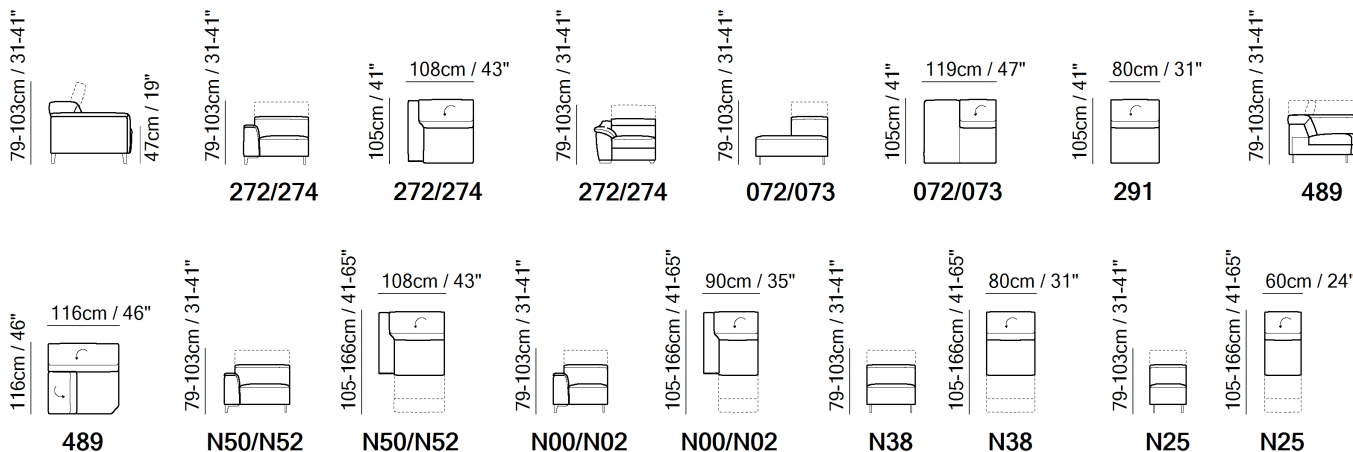 79-103cm / 31-41"
47cm / 19"
79-103cm / 31-41"
272/274
105cm / 41"
108cm / 43"
272/274
79-103cm / 31-41"
272/274
79-103cm / 31-41"
072/073
105cm / 41"
119cm / 47"
072/073
105cm / 41"
80cm / 31"
291
79-103cm / 31-41"
489
116cm / 46"
116cm / 46"
489
79-103cm / 31-41"
N50/N52
105-166cm / 41-65"
108cm / 43"
N50/N52
79-103cm / 31-41"
N00/N02
105-166cm / 41-65"
90cm / 35"
N00/N02
79-103cm / 31-41"
N38
105-166cm / 41-65"
80cm / 31"
N38
79-103cm / 31-41"
N25
105-166cm / 41-65"
60cm / 24"
N25